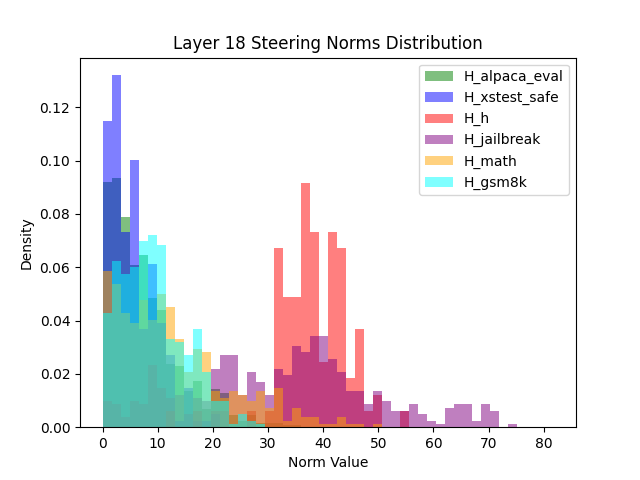 Layer 18 Steering Norms Distribution
H_alpaca_eval
H_xstest_safe
H_h
H_jailbreak
H_math
H_gsm8k
Density
0.12
0.10
0.08
0.06
0.04
0.02
0.00
0 10 20 30 40 50 60 70 80
Norm Value